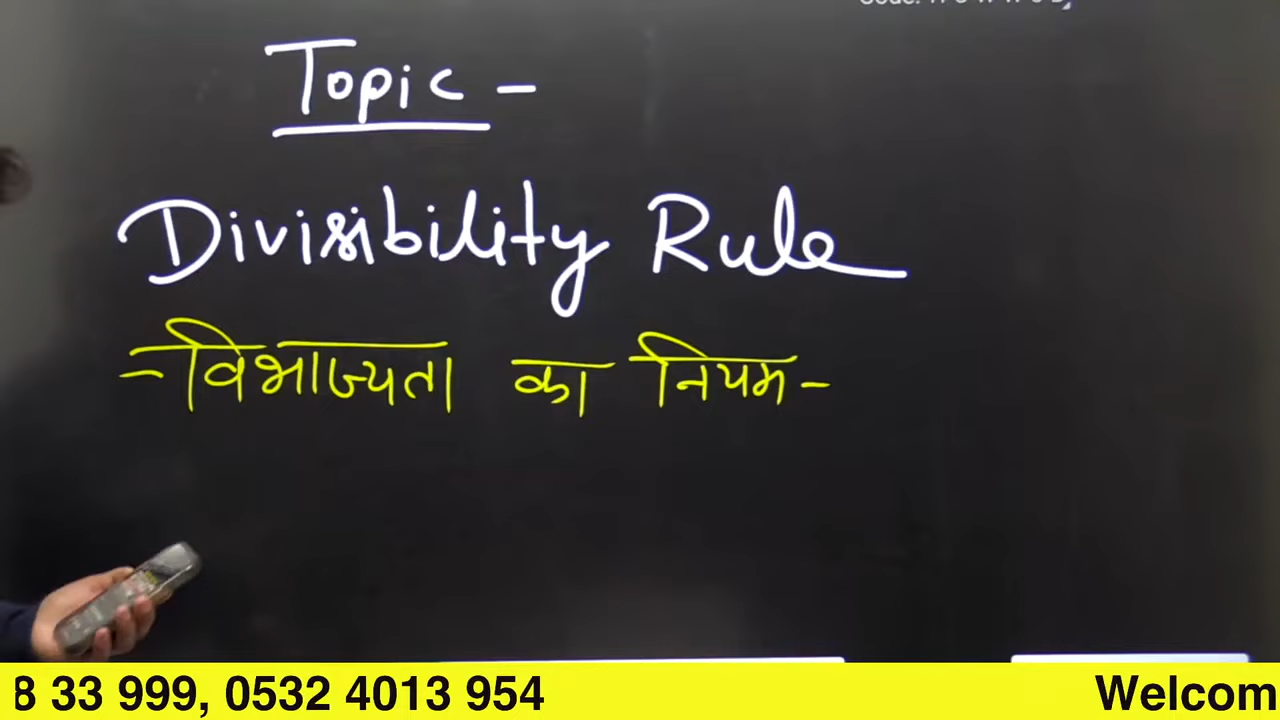 Topic -
Divisibility Rule
= विभाज्यता का नियम -
8 33 999, 0532 4013 954
Welcom